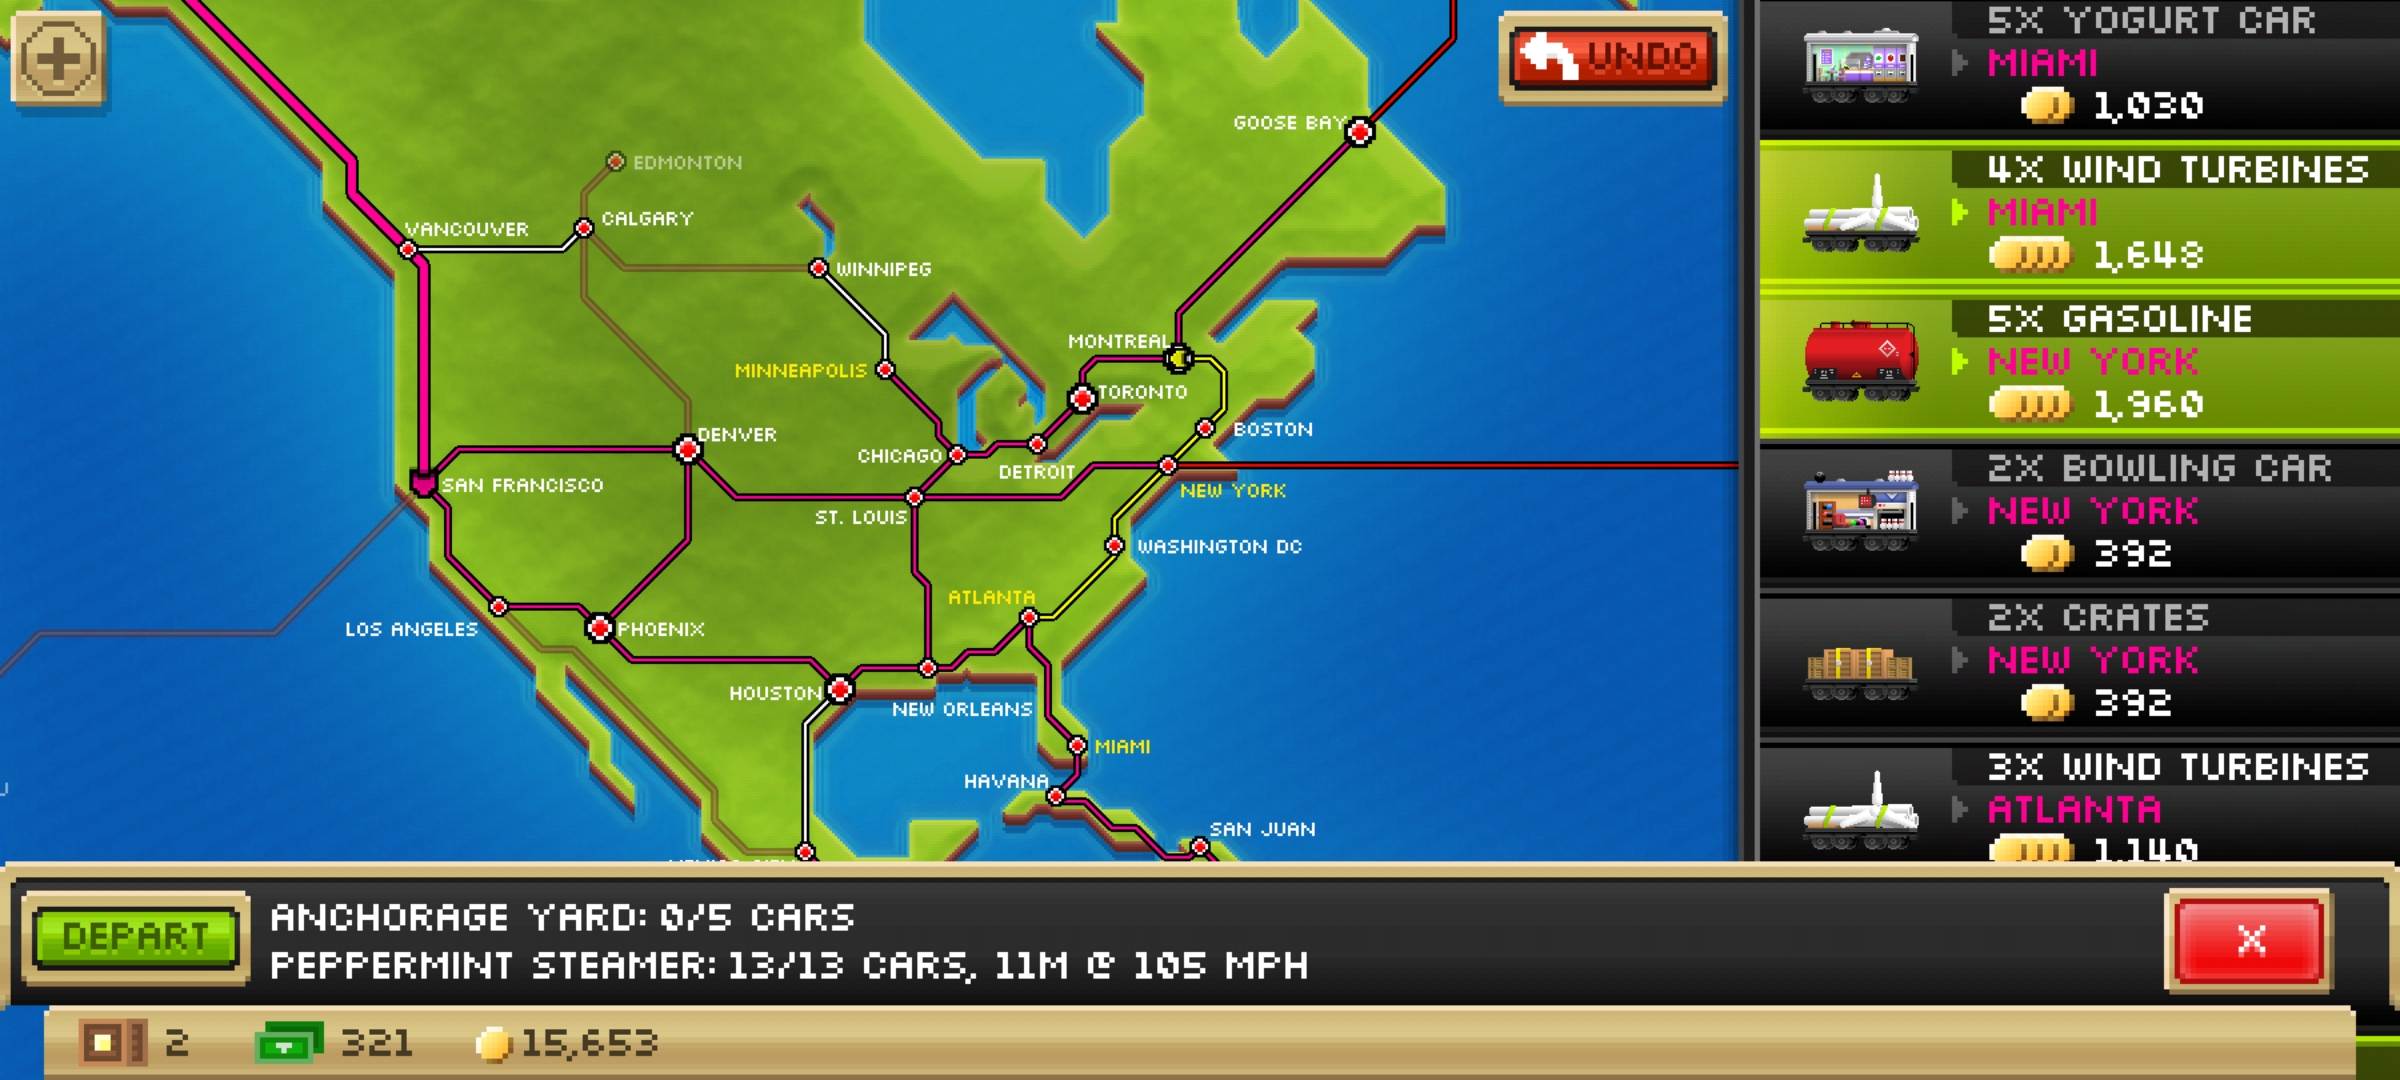 UNDO
GOOSE BAY
EDMONTON
CALGARY
VANCOUVER
WINNIPEG
MONTREAL
MINNEAPOLIS
TORONTO
BOSTON
DENVER
CHICAGO
DETROIT
SAN FRANCISCO
NEW YORK
ST. LOUIS
WASHINGTON DC
ATLANTA
LOS ANGELES
PHOENIX
HOUSTON
NEW ORLEANS
MIAMI
HAVANA
SAN JUAN
5X YOGURT CAR
MIAMI
1,030
4X WIND TURBINES
MIAMI
1,648
5X GASOLINE
NEW YORK
1,960
2X BOWLING CAR
NEW YORK
392
2X CRATES
NEW YORK
392
3X WIND TURBINES
ATLANTA
1,140
DEPART
ANCHORAGE YARD: 0/5 CARS
PEPPERMINT STEAMER: 13/13 CARS, 11M @ 105 MPH
X
2
321
15,653